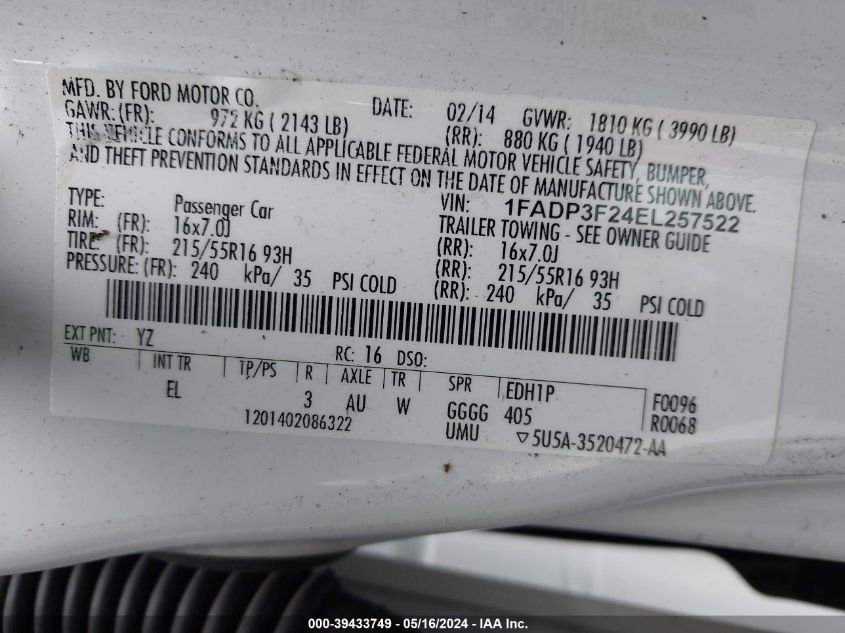 MFD. BY FORD MOTOR CO. DATE: 02/14 GVWR: 1810 KG ( 3990 LB)
GAWR: (FR): 972 KG ( 2143 LB) (RR): 880 KG ( 1940 LB)
THIS VEHICLE CONFORMS TO ALL APPLICABLE FEDERAL MOTOR VEHICLE SAFETY, BUMPER,
AND THEFT PREVENTION STANDARDS IN EFFECT ON THE DATE OF MANUFACTURE SHOWN ABOVE.
VIN: 1FADP3F24EL257522
TYPE: Passenger Car TRAILER TOWING - SEE OWNER GUIDE
RIM: (FR): 16x7.0J (RR): 16x7.0J
TIRE: (FR): 215/55R16 93H (RR): 215/55R16 93H
PRESSURE: (FR): 240 kPa/ 35 PSI COLD (RR): 240 kPa/ 35 PSI COLD
EXT PNT: YZ RC: 16 DSO:
WB INT TR TP/PS R AXLE TR SPR EDH1P F0096
EL 3 AU W GGGG 405 R0068
1201402086322 UMU ▽5U5A-3520472-AA
000-39433749 - 05/16/2024 - IAA Inc.